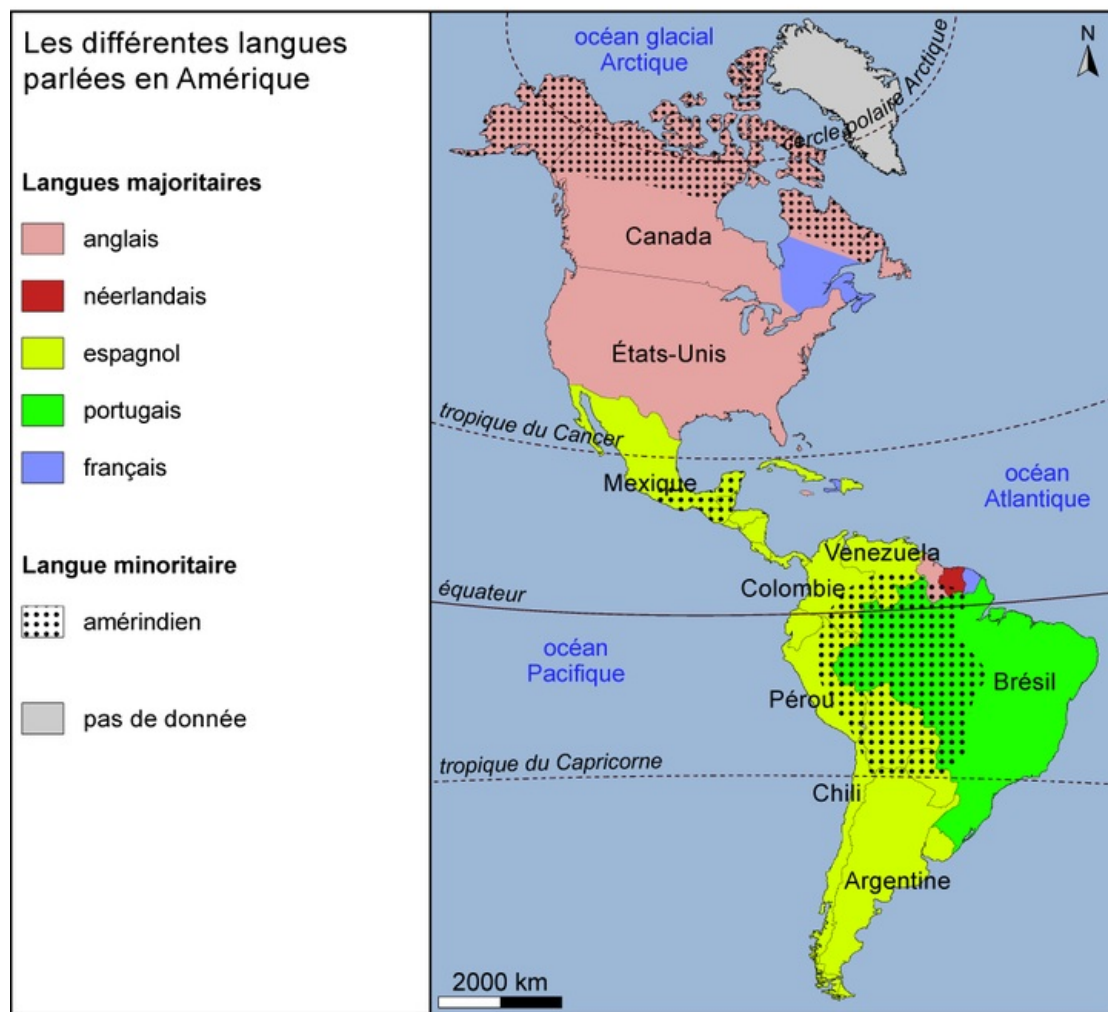 Les différentes langues
parlées en Amérique
Langues majoritaires
anglais
néerlandais
espagnol
portugais
français
Langue minoritaire
amérindien
pas de donnée
océan glacial
Arctique
N
cercle polaire Arctique
Canada
États-Unis
tropique du Cancer
Mexique
océan
Atlantique
Venezuela
Colombie
équateur
océan
Pacifique
Brésil
Pérou
tropique du Capricorne
Chili
Argentine
2000 km